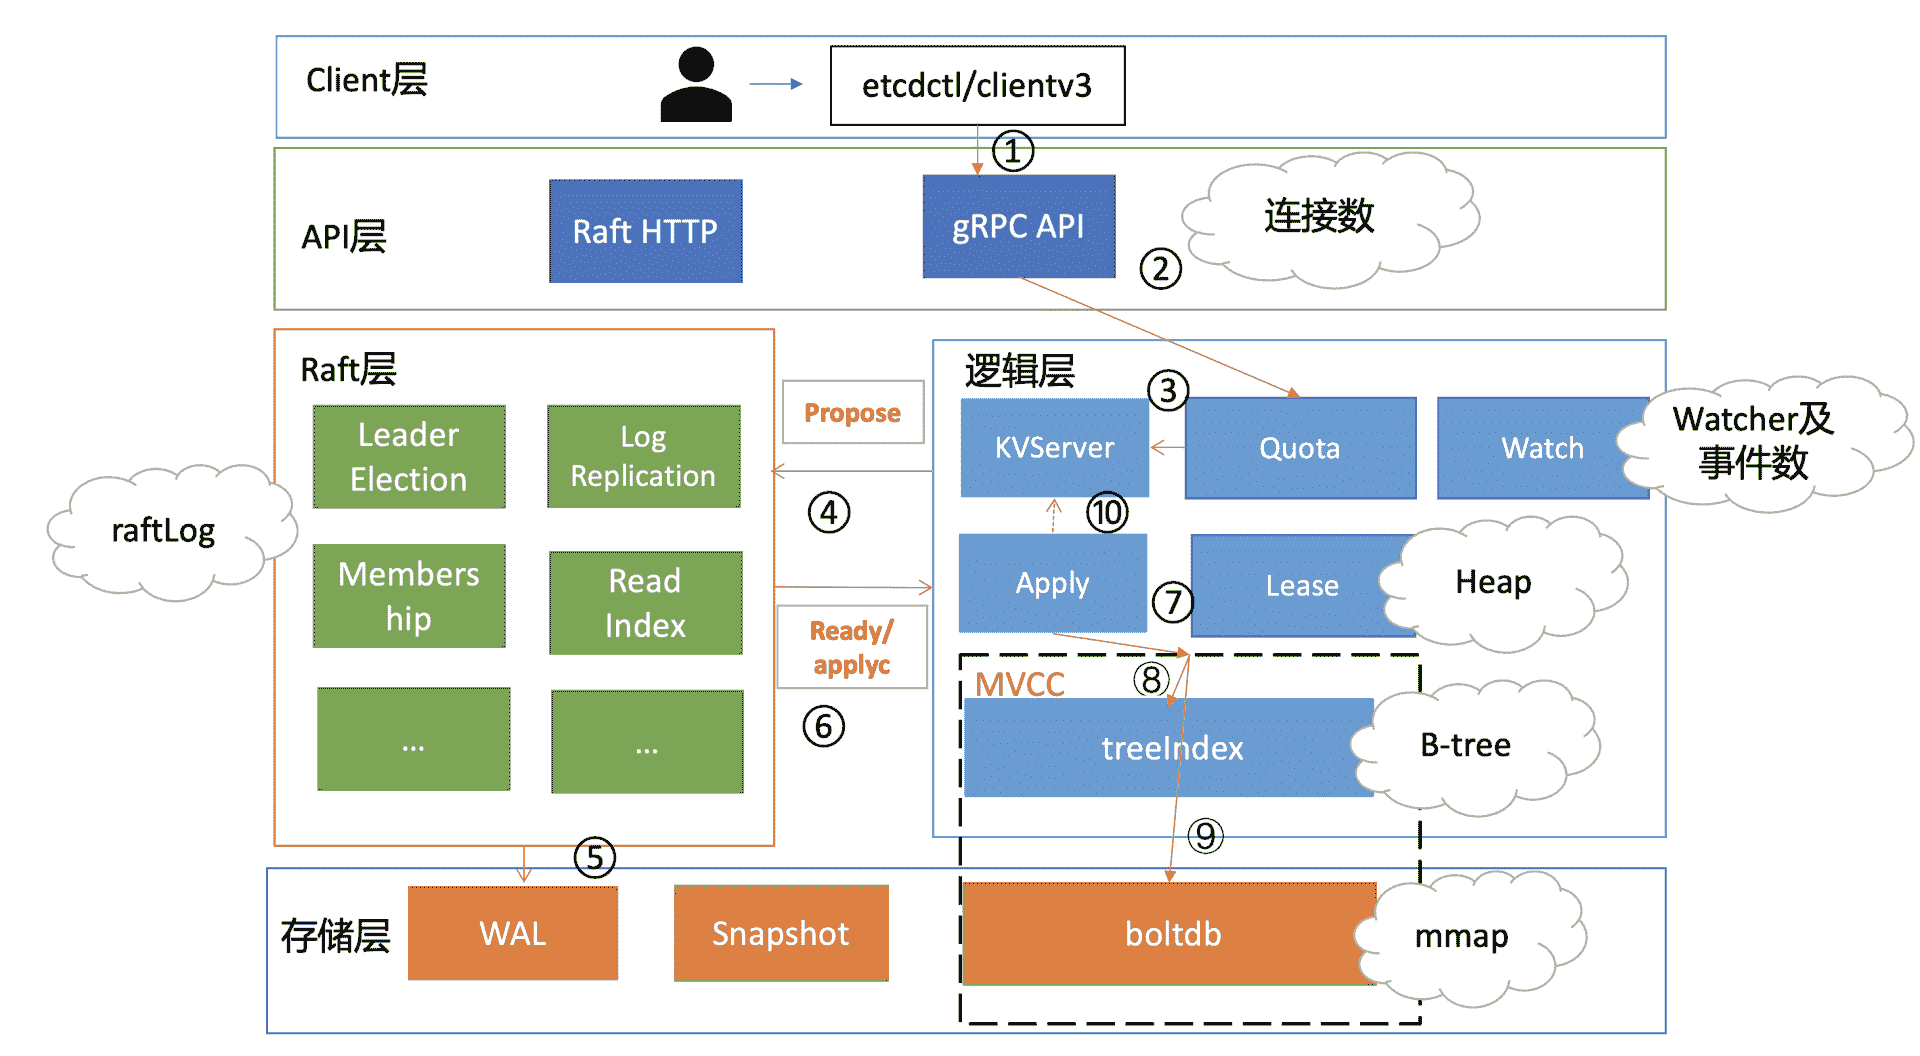 Client层
etcdctl/clientv3
①
API层
Raft HTTP
gRPC API
连接数
②
Raft层
Leader
Election
Log
Replication
Members
hip
Read
Index
...
...
raftLog
Propose
④
Ready/
applyc
⑥
逻辑层
③
KVServer
Quota
Watch
Watcher及
事件数
⑩
Apply
⑦
Lease
Heap
MVCC
⑧
treeIndex
B-tree
⑨
⑤
存储层
WAL
Snapshot
boltdb
mmap